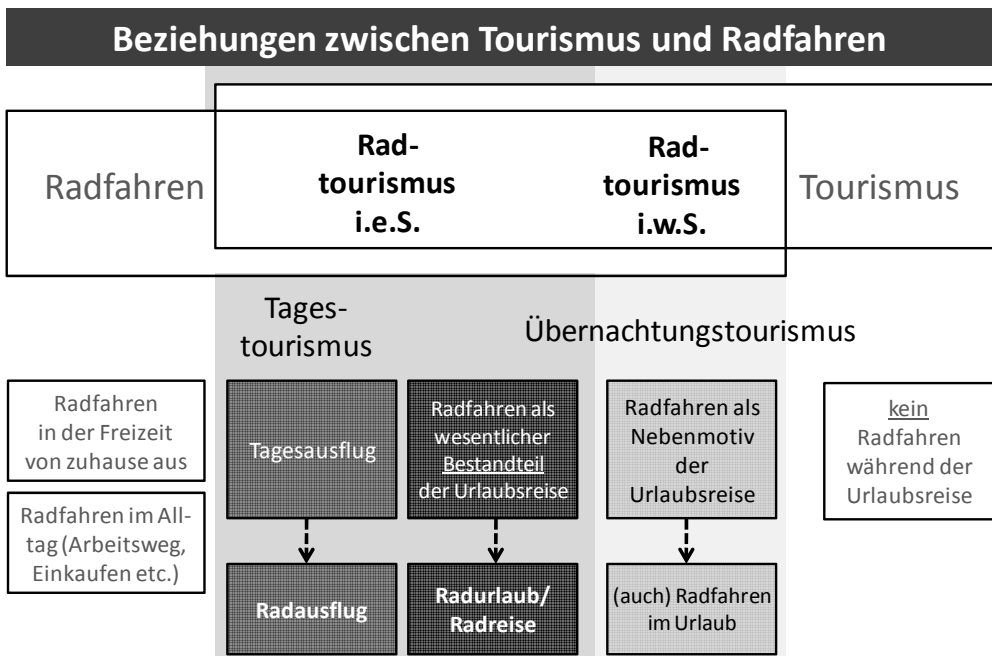 Beziehungen zwischen Tourismus und Radfahren
Radfahren
Rad-
tourismus
i.e.S.
Rad-
tourismus
i.w.S.
Tourismus
Tages-
tourismus
Übernachtungstourismus
Radfahren
in der Freizeit
von zuhause aus
Radfahren im All-
tag (Arbeitsweg,
Einkaufen etc.)
Tagesausflug
Radfahren als
wesentlicher
Bestandteil
der Urlaubsreise
Radfahren als
Nebenmotiv
der
Urlaubsreise
kein
Radfahren
während der
Urlaubsreise
Radausflug
Radurlaub/
Radreise
(auch) Radfahren
im Urlaub